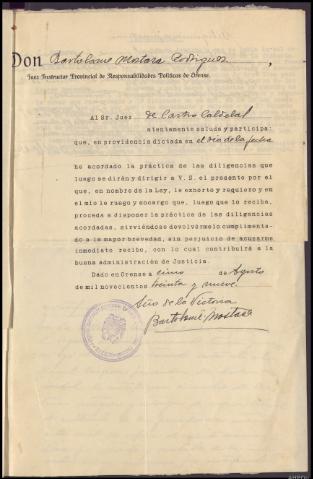 Don Bartolomé Mostaza Rodriguez,
Juez Instructor Provincial de Responsabilidades Políticas de Orense.
Al Sr. Juez de Castro Caldelas
atentamente saluda y participa:
que, en providencia dictada en el día de la fecha
he acordado la práctica de las diligencias que
luego se dirán y dirigir a V. S. el presente por el
que, en nombre de la Ley, le exhorto y requiero y en
el mío le ruego y encargo que, luego que lo reciba,
proceda a disponer la práctica de las diligencias
acordadas, sirviéndose devolvérmelo cumplimenta-
do a la mayor brevedad, sin perjuicio de acusarme
inmediato recibo, con lo cual contribuirá a
la buena administración de Justicia.
Dado en Orense a cinco de Agosto
de mil novecientos treinta y nueve.
Año de la Victoria
Bartolomé Mostaza